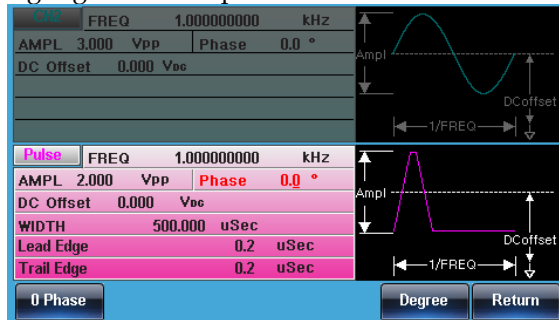 CH2 FREQ 1.000000000 kHz
AMPL 3.000 Vpp Phase 0.0 °
DC Offset 0.000 VDC
Ampl
DCoffset
1/FREQ
Pulse FREQ 1.000000000 kHz
AMPL 2.000 Vpp Phase 0.0 °
DC Offset 0.000 VDC
WIDTH 500.000 uSec
Lead Edge 0.2 uSec
Trail Edge 0.2 uSec
Ampl
DCoffset
1/FREQ
0 Phase Degree Return